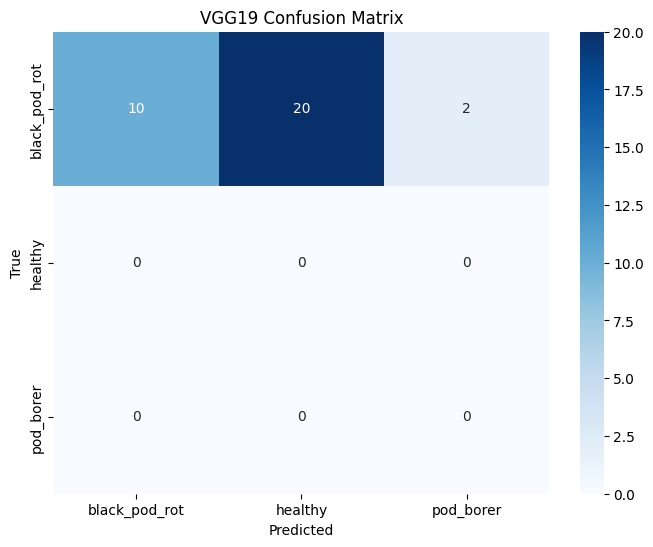 VGG19 Confusion Matrix
True
black_pod_rot
healthy
pod_borer
10 20 2
0 0 0
0 0 0
black_pod_rot healthy pod_borer
Predicted
20.0
17.5
15.0
12.5
10.0
7.5
5.0
2.5
0.0